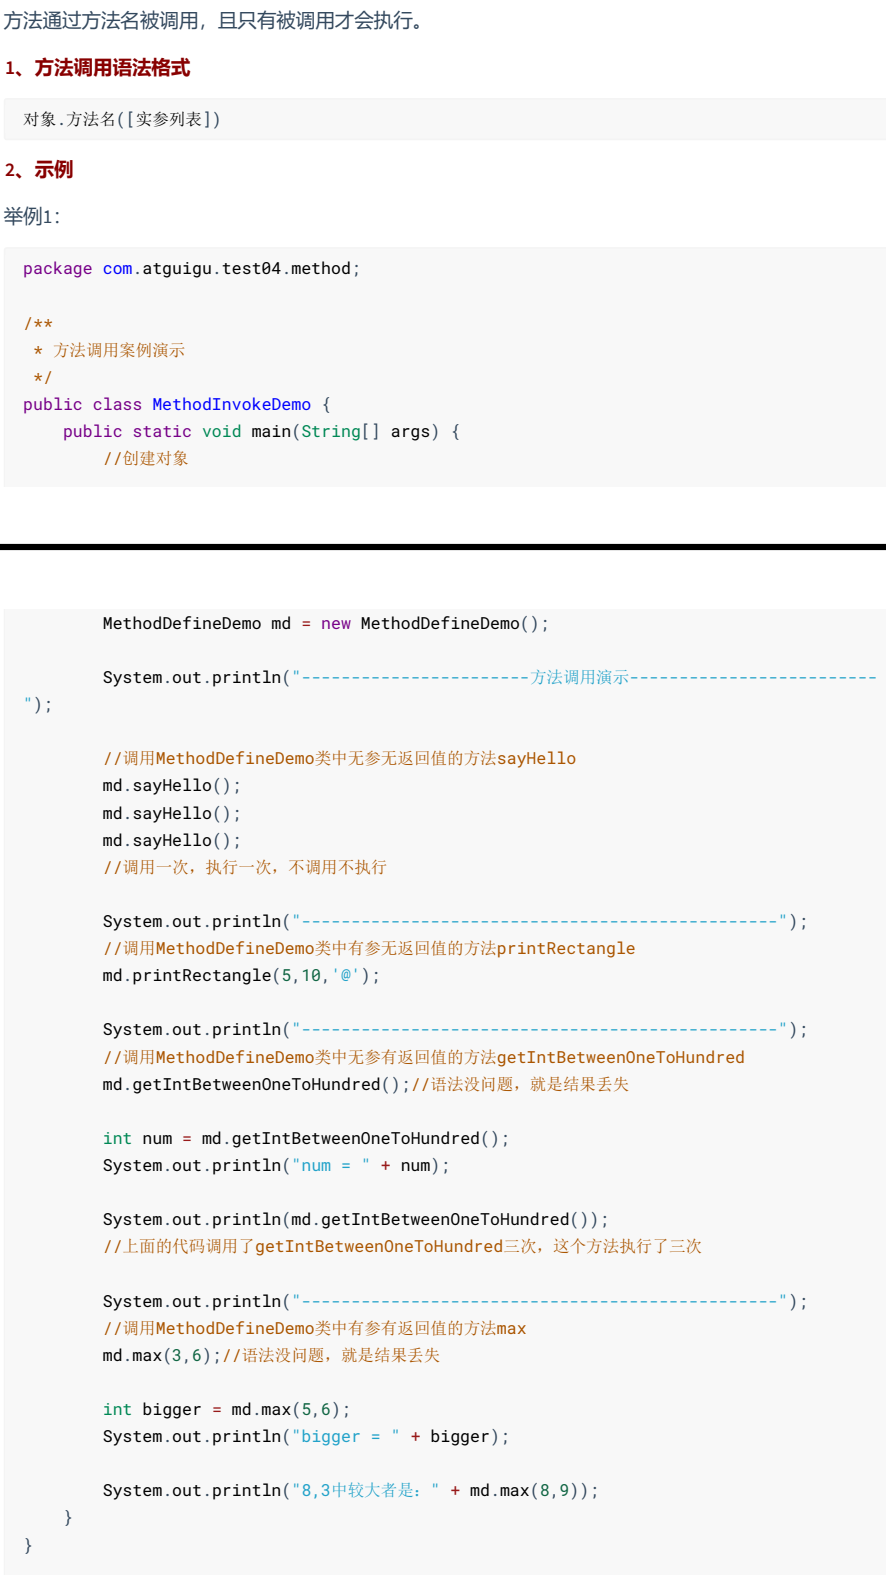 方法通过方法名被调用，且只有被调用才会执行。
1、方法调用语法格式
对象.方法名([实参列表])
2、示例
举例1：
package com.atguigu.test04.method;
/**
 * 方法调用案例演示
 */
public class MethodInvokeDemo {
    public static void main(String[] args) {
        //创建对象
        MethodDefineDemo md = new MethodDefineDemo();
        System.out.println("-----------------------方法调用演示-------------------------
");
        //调用MethodDefineDemo类中无参无返回值的方法sayHello
        md.sayHello();
        md.sayHello();
        md.sayHello();
        //调用一次，执行一次，不调用不执行
        System.out.println("------------------------------------------------");
        //调用MethodDefineDemo类中有参无返回值的方法printRectangle
        md.printRectangle(5,10,'@');
        System.out.println("------------------------------------------------");
        //调用MethodDefineDemo类中无参有返回值的方法getIntBetweenOneToHundred
        md.getIntBetweenOneToHundred();//语法没问题，就是结果丢失
        int num = md.getIntBetweenOneToHundred();
        System.out.println("num = " + num);
        System.out.println(md.getIntBetweenOneToHundred());
        //上面的代码调用了getIntBetweenOneToHundred三次，这个方法执行了三次
        System.out.println("------------------------------------------------");
        //调用MethodDefineDemo类中有参有返回值的方法max
        md.max(3,6);//语法没问题，就是结果丢失
        int bigger = md.max(5,6);
        System.out.println("bigger = " + bigger);
        System.out.println("8,3中较大者是：" + md.max(8,9));
    }
}